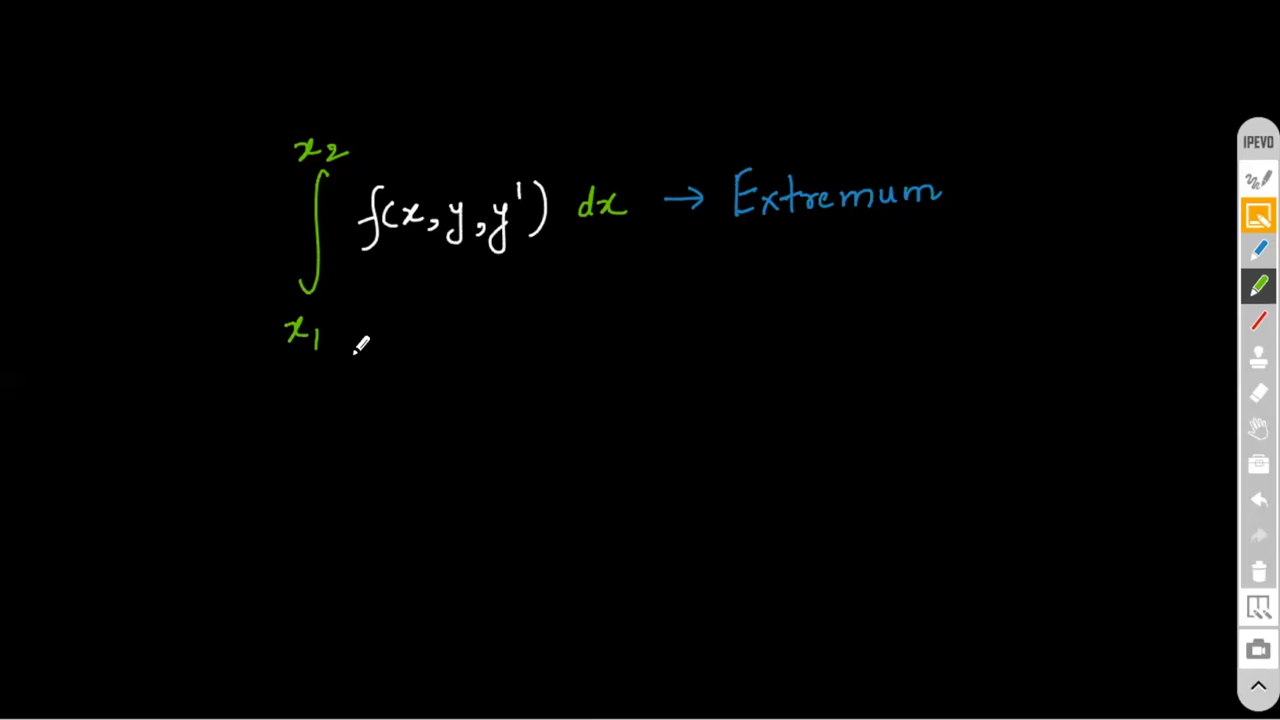 x2
∫ f(x, y, y') dx → Extremum
x1
IPEVO